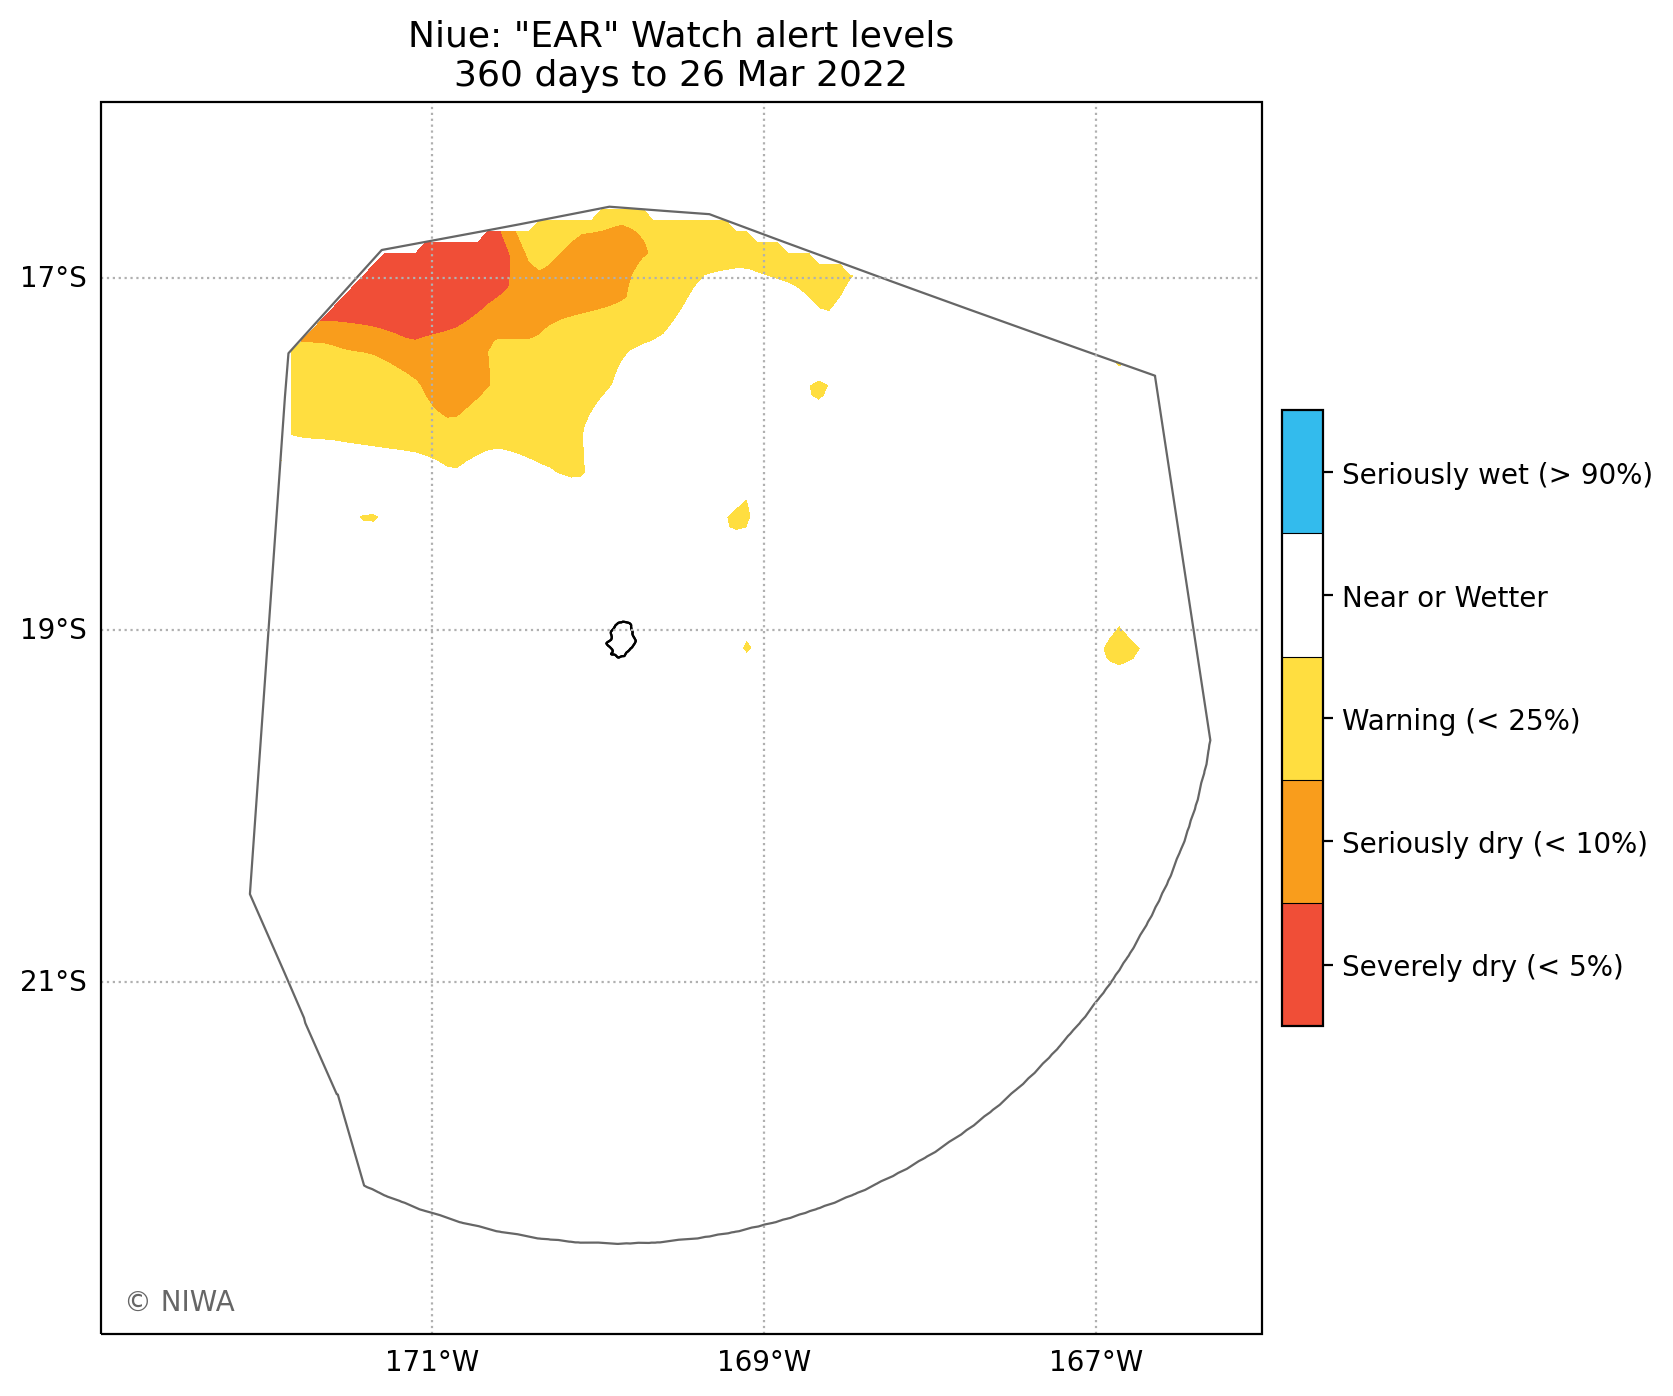 Niue: "EAR" Watch alert levels
360 days to 26 Mar 2022
17°S
19°S
21°S
171°W
169°W
167°W
Seriously wet (> 90%)
Near or Wetter
Warning (< 25%)
Seriously dry (< 10%)
Severely dry (< 5%)
© NIWA